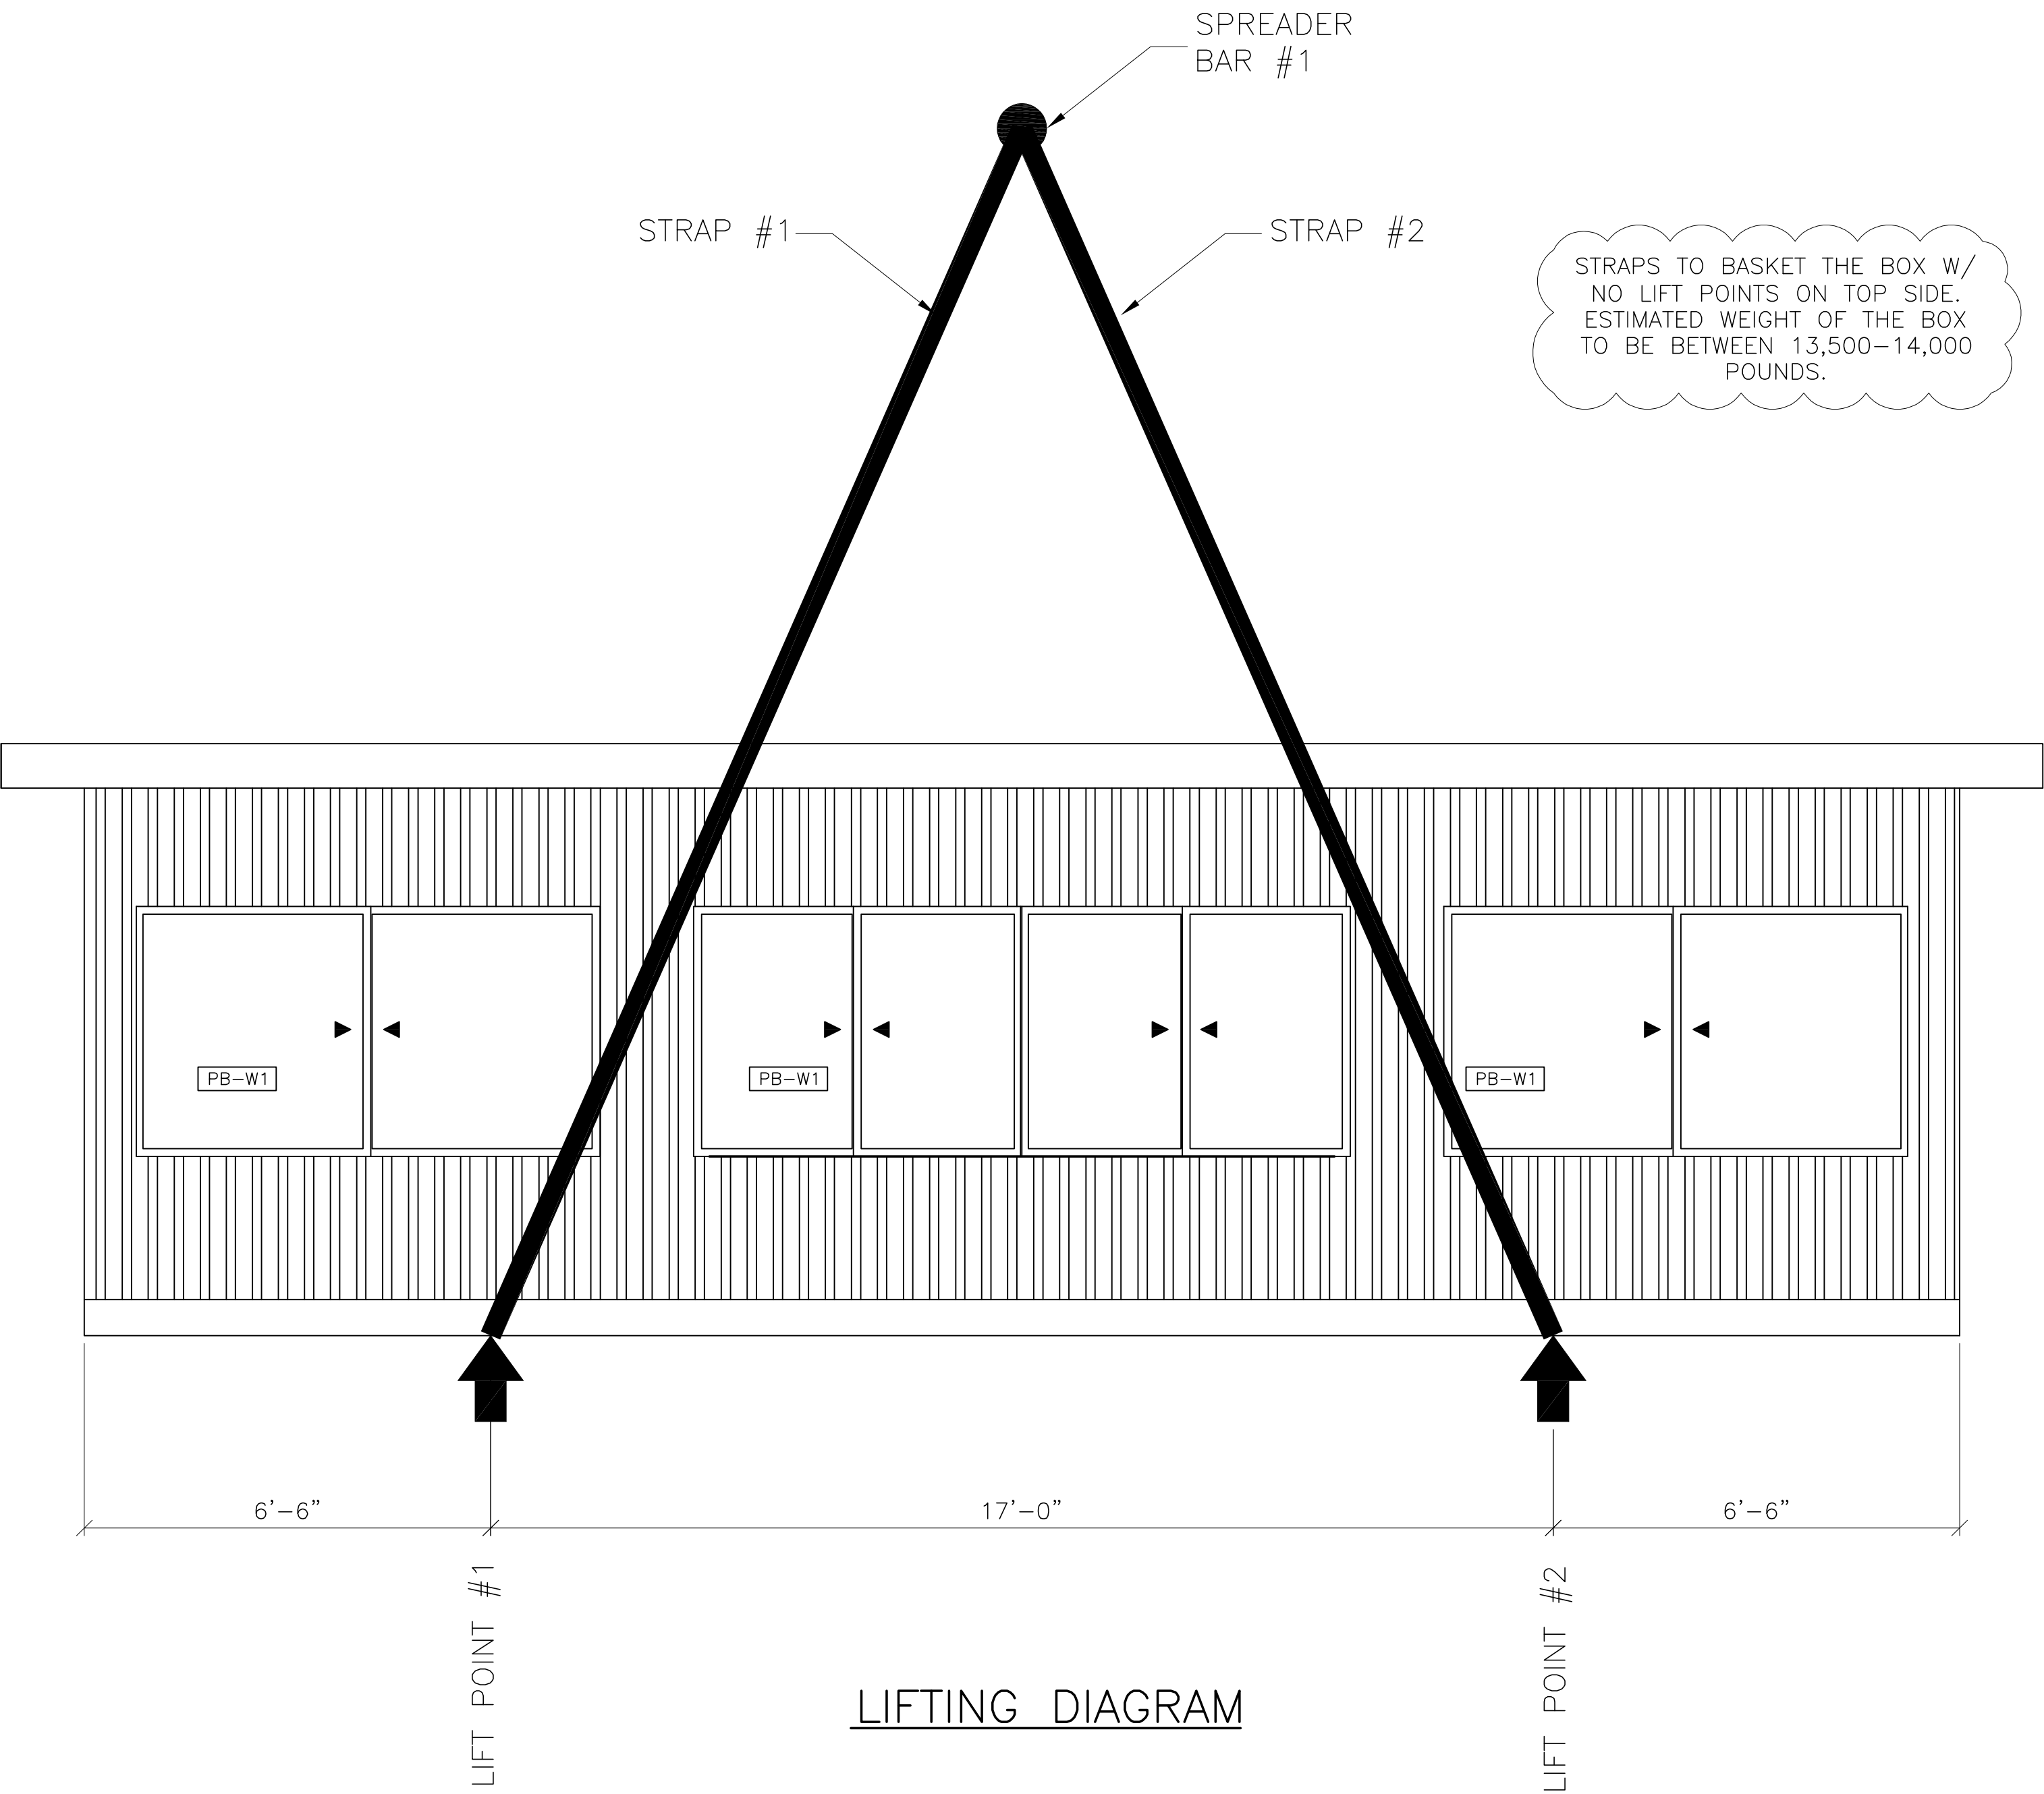 SPREADER
BAR #1
STRAP #1
STRAP #2
STRAPS TO BASKET THE BOX W/
NO LIFT POINTS ON TOP SIDE.
ESTIMATED WEIGHT OF THE BOX
TO BE BETWEEN 13,500-14,000
POUNDS.
PB-W1
PB-W1
PB-W1
6'-6"
17'-0"
6'-6"
LIFT POINT #1
LIFT POINT #2
LIFTING DIAGRAM